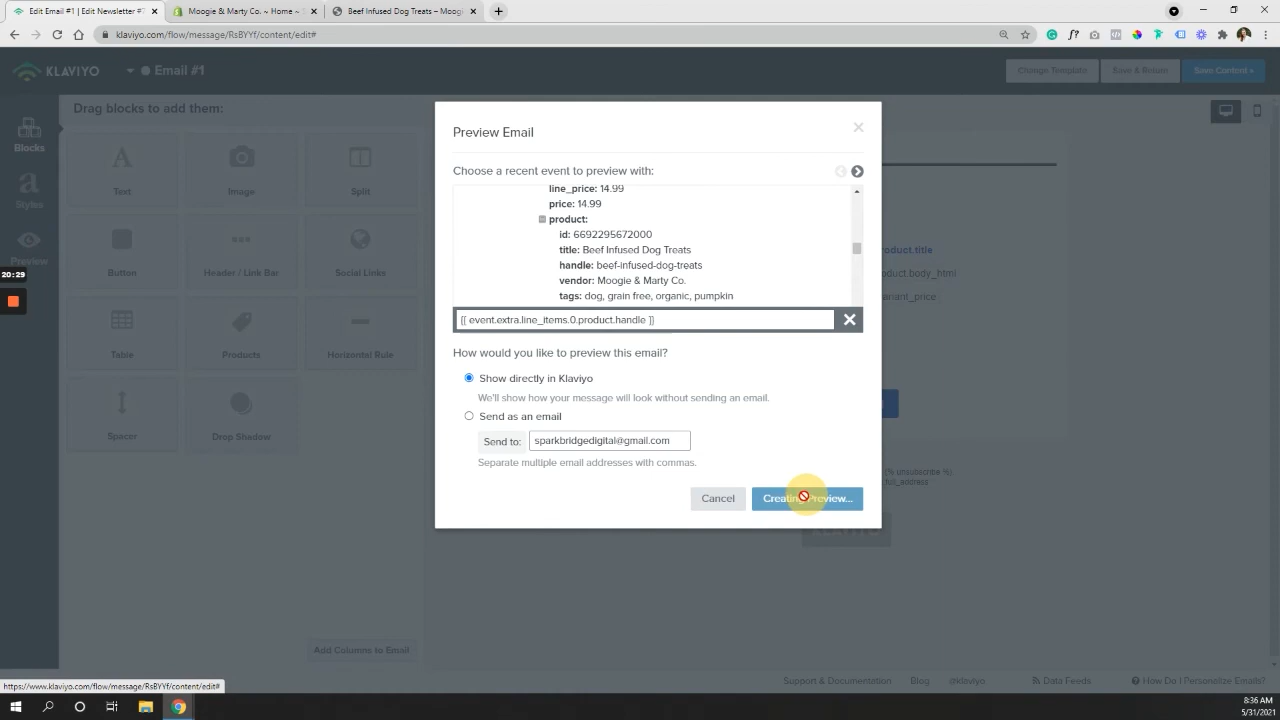 Edit Email #1 | Edit Newsletter #
Moogie & Marty Co. ~ Home ~ S
Beef Infused Dog Treats – Moog
klaviyo.com/flow/message/RsBYYf/content/edit#
KLAVIYO
Email #1
Change Template
Save & Return
Save Content »
Blocks
Styles
Preview
20:29
Drag blocks to add them:
Text
Image
Split
Button
Header / Link Bar
Social Links
Table
Products
Horizontal Rule
Spacer
Drop Shadow
Add Columns to Email
Preview Email
Choose a recent event to preview with:
line_price: 14.99
price: 14.99
product:
id: 6692295672000
title: Beef Infused Dog Treats
handle: beef-infused-dog-treats
vendor: Moogie & Marty Co.
tags: dog, grain free, organic, pumpkin
{{ event.extra.line_items.0.product.handle }}
How would you like to preview this email?
Show directly in Klaviyo
We'll show how your message will look without sending an email.
Send as an email
Send to:
sparkbridgedigital@gmail.com
Separate multiple email addresses with commas.
Cancel
Creating Preview...
oduct title
oduct.body_html
ariant_price
{% unsubscribe %}
full_address
KLAVIYO
Support & Documentation
Blog
@klaviyo
Data Feeds
How Do I Personalize Emails?
https://www.klaviyo.com/flow/message/RsBYYf/content/edit#
8:36 AM
5/31/2021